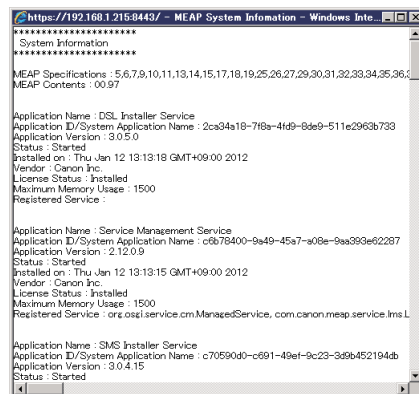 https://192.168.1.215:8443/ - MEAP System Infomation - Windows Inte...
**********************
System Information
**********************
MEAP Specifications : 5,6,7,9,10,11,13,14,15,17,18,19,25,26,27,29,30,31,32,33,34,35,36,
MEAP Contents : 00.97
Application Name : DSL Installer Service
Application ID/System Application Name : 2ca34a18-7f8a-4fd9-8de9-511e2963b733
Application Version : 3.0.5.0
Status : Started
Installed on : Thu Jan 12 13:13:18 GMT+09:00 2012
Vendor : Canon Inc.
License Status : Installed
Maximum Memory Usage : 1500
Registered Service :
Application Name : Service Management Service
Application ID/System Application Name : c6b78400-9a49-45a7-a08e-9aa393e62287
Application Version : 2.12.0.9
Status : Started
Installed on : Thu Jan 12 13:13:15 GMT+09:00 2012
Vendor : Canon Inc.
License Status : Installed
Maximum Memory Usage : 1500
Registered Service : org.osgi.service.cm.ManagedService, com.canon.meap.service.lms.L
Application Name : SMS Installer Service
Application ID/System Application Name : c70590d0-c691-49ef-9c23-3d9b452194db
Application Version : 3.0.4.15
Status : Started